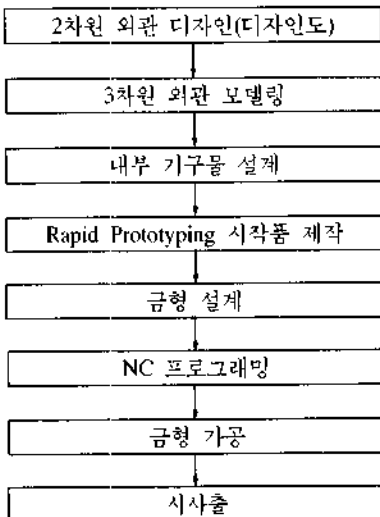 2차원 외관 디자인(디자인도)
3차원 외관 모델링
내부 기구물 설계
Rapid Prototyping 시작품 제작
금형 설계
NC 프로그래밍
금형 가공
시사출